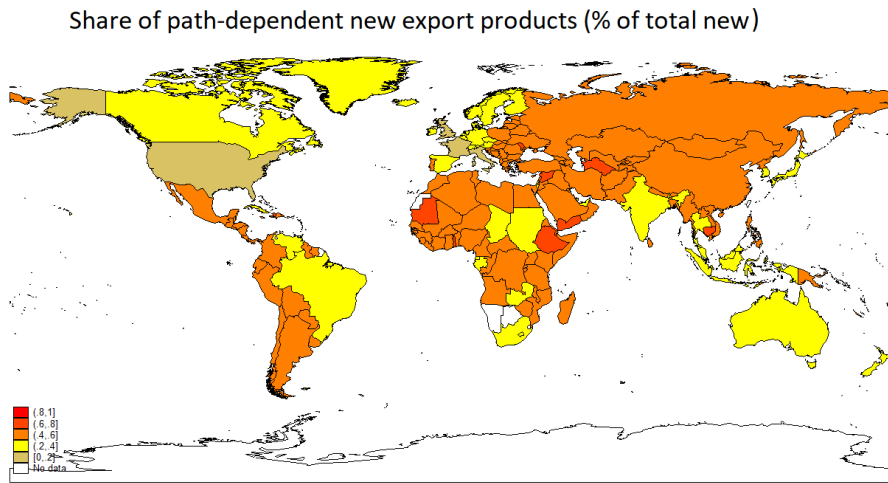 Share of path-dependent new export products (% of total new)
(.8,1]
(.6,.8]
(.4,.6]
(.2,.4]
[0,.2]
No data